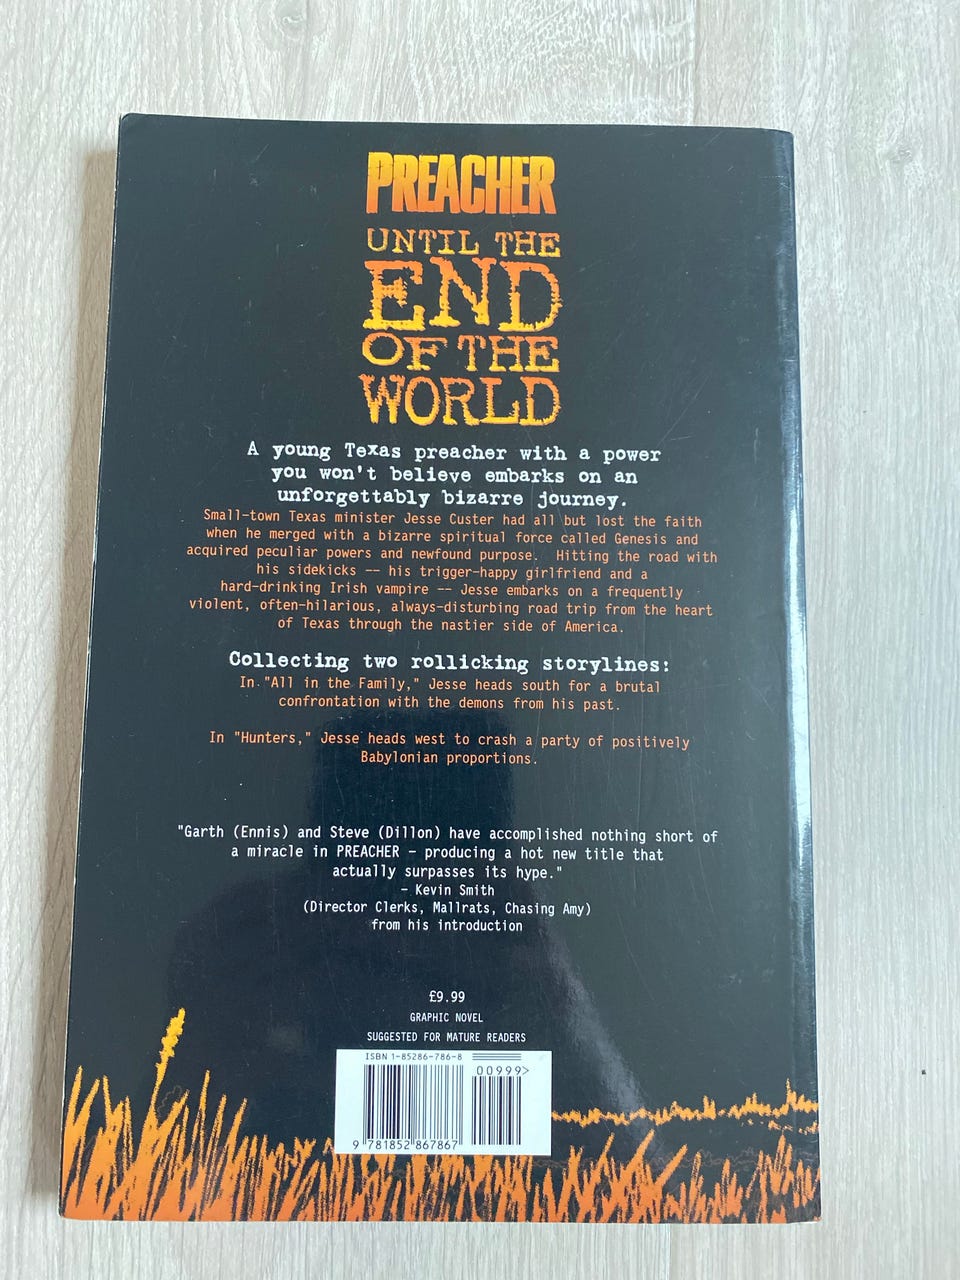 PREACHER
UNTIL THE
END
OF THE
WORLD
A young Texas preacher with a power
you won't believe embarks on an
unforgettably bizarre journey.
Small-town Texas minister Jesse Custer had all but lost the faith
when he merged with a bizarre spiritual force called Genesis and
acquired peculiar powers and newfound purpose. Hitting the road with
his sidekicks -- his trigger-happy girlfriend and a
hard-drinking Irish vampire -- Jesse embarks on a frequently
violent, often-hilarious, always-disturbing road trip from the heart
of Texas through the nastier side of America.
Collecting two rollicking storylines:
In "All in the Family," Jesse heads south for a brutal
confrontation with the demons from his past.
In "Hunters," Jesse heads west to crash a party of positively
Babylonian proportions.
"Garth (Ennis) and Steve (Dillon) have accomplished nothing short of
a miracle in PREACHER – producing a hot new title that
actually surpasses its hype."
– Kevin Smith
(Director Clerks, Mallrats, Chasing Amy)
from his introduction
£9.99
GRAPHIC NOVEL
SUGGESTED FOR MATURE READERS
ISBN 1-85286-786-8
00999>
9 781852 867867